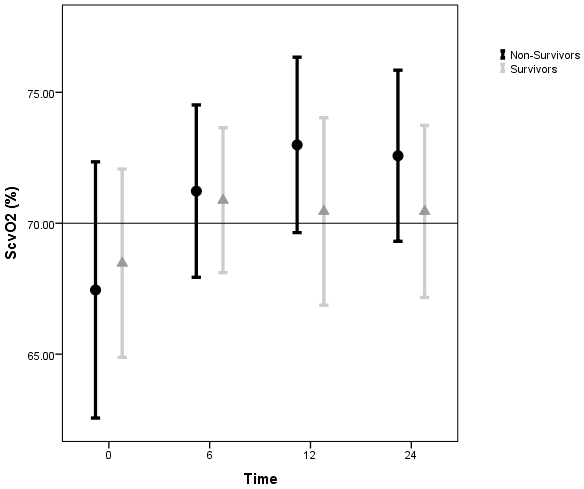 Non-Survivors
Survivors
75.00
70.00
65.00
ScvO2 (%)
0 6 12 24
Time